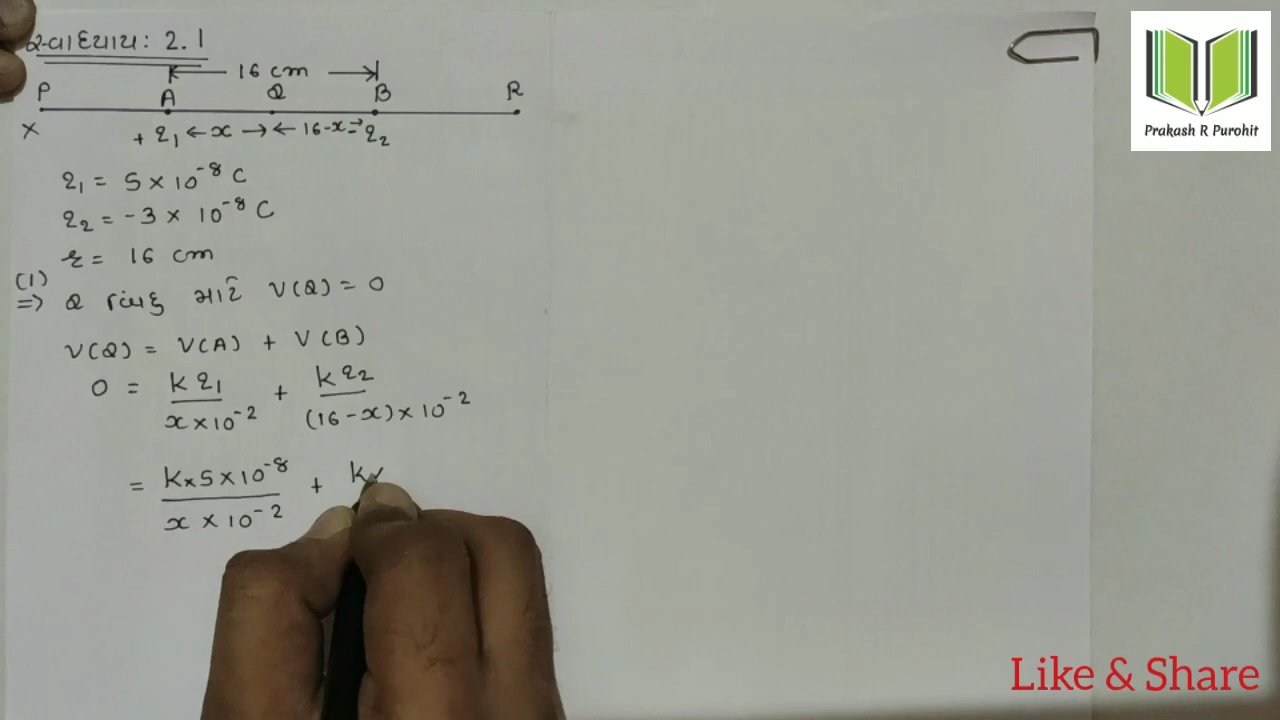 સ્વાધ્યાય: 2.1
16 cm
P A Q B R
X + q₁ ← x → ← 16-x → q₂
q₁ = 5 × 10⁻⁸ C
q₂ = -3 × 10⁻⁸ C
r = 16 cm
(1)
⇒ Q બિંદુ માટે V(Q) = 0
V(Q) = V(A) + V(B)
0 = kq₁ / x×10⁻² + kq₂ / (16-x)×10⁻²
= k×5×10⁻⁸ / x×10⁻² + k×
Prakash R Purohit
Like & Share